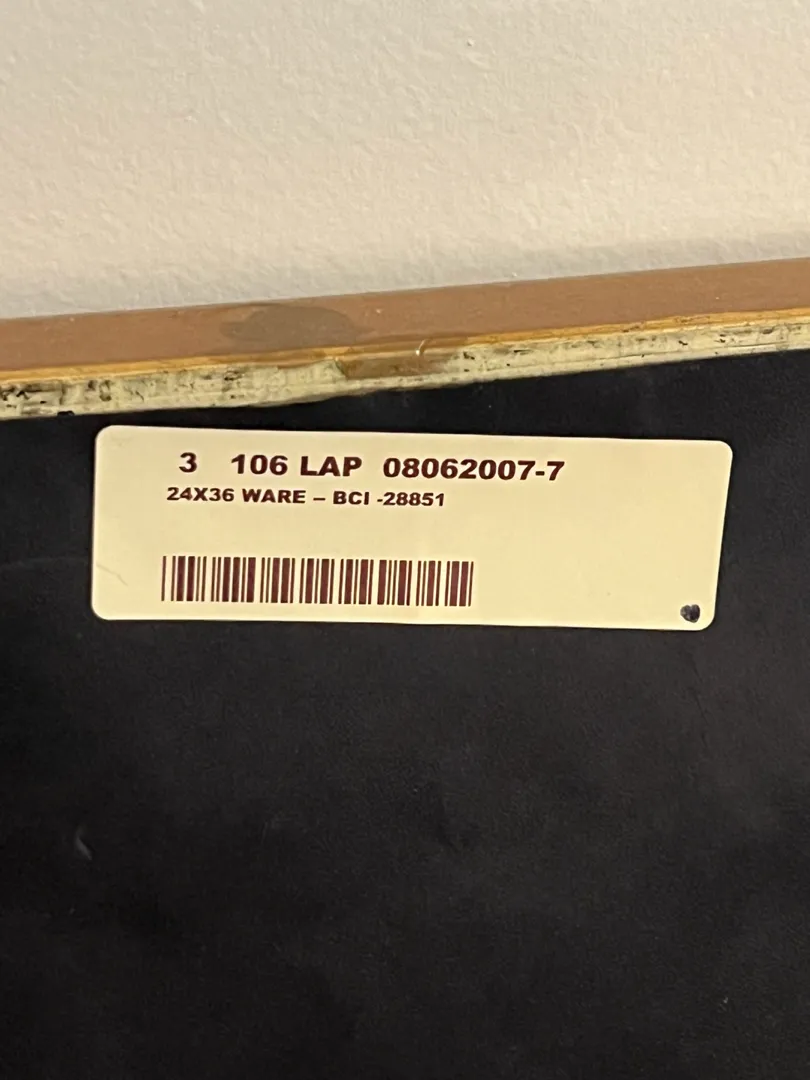 3 106 LAP 08062007-7
24X36 WARE – BCI -28851